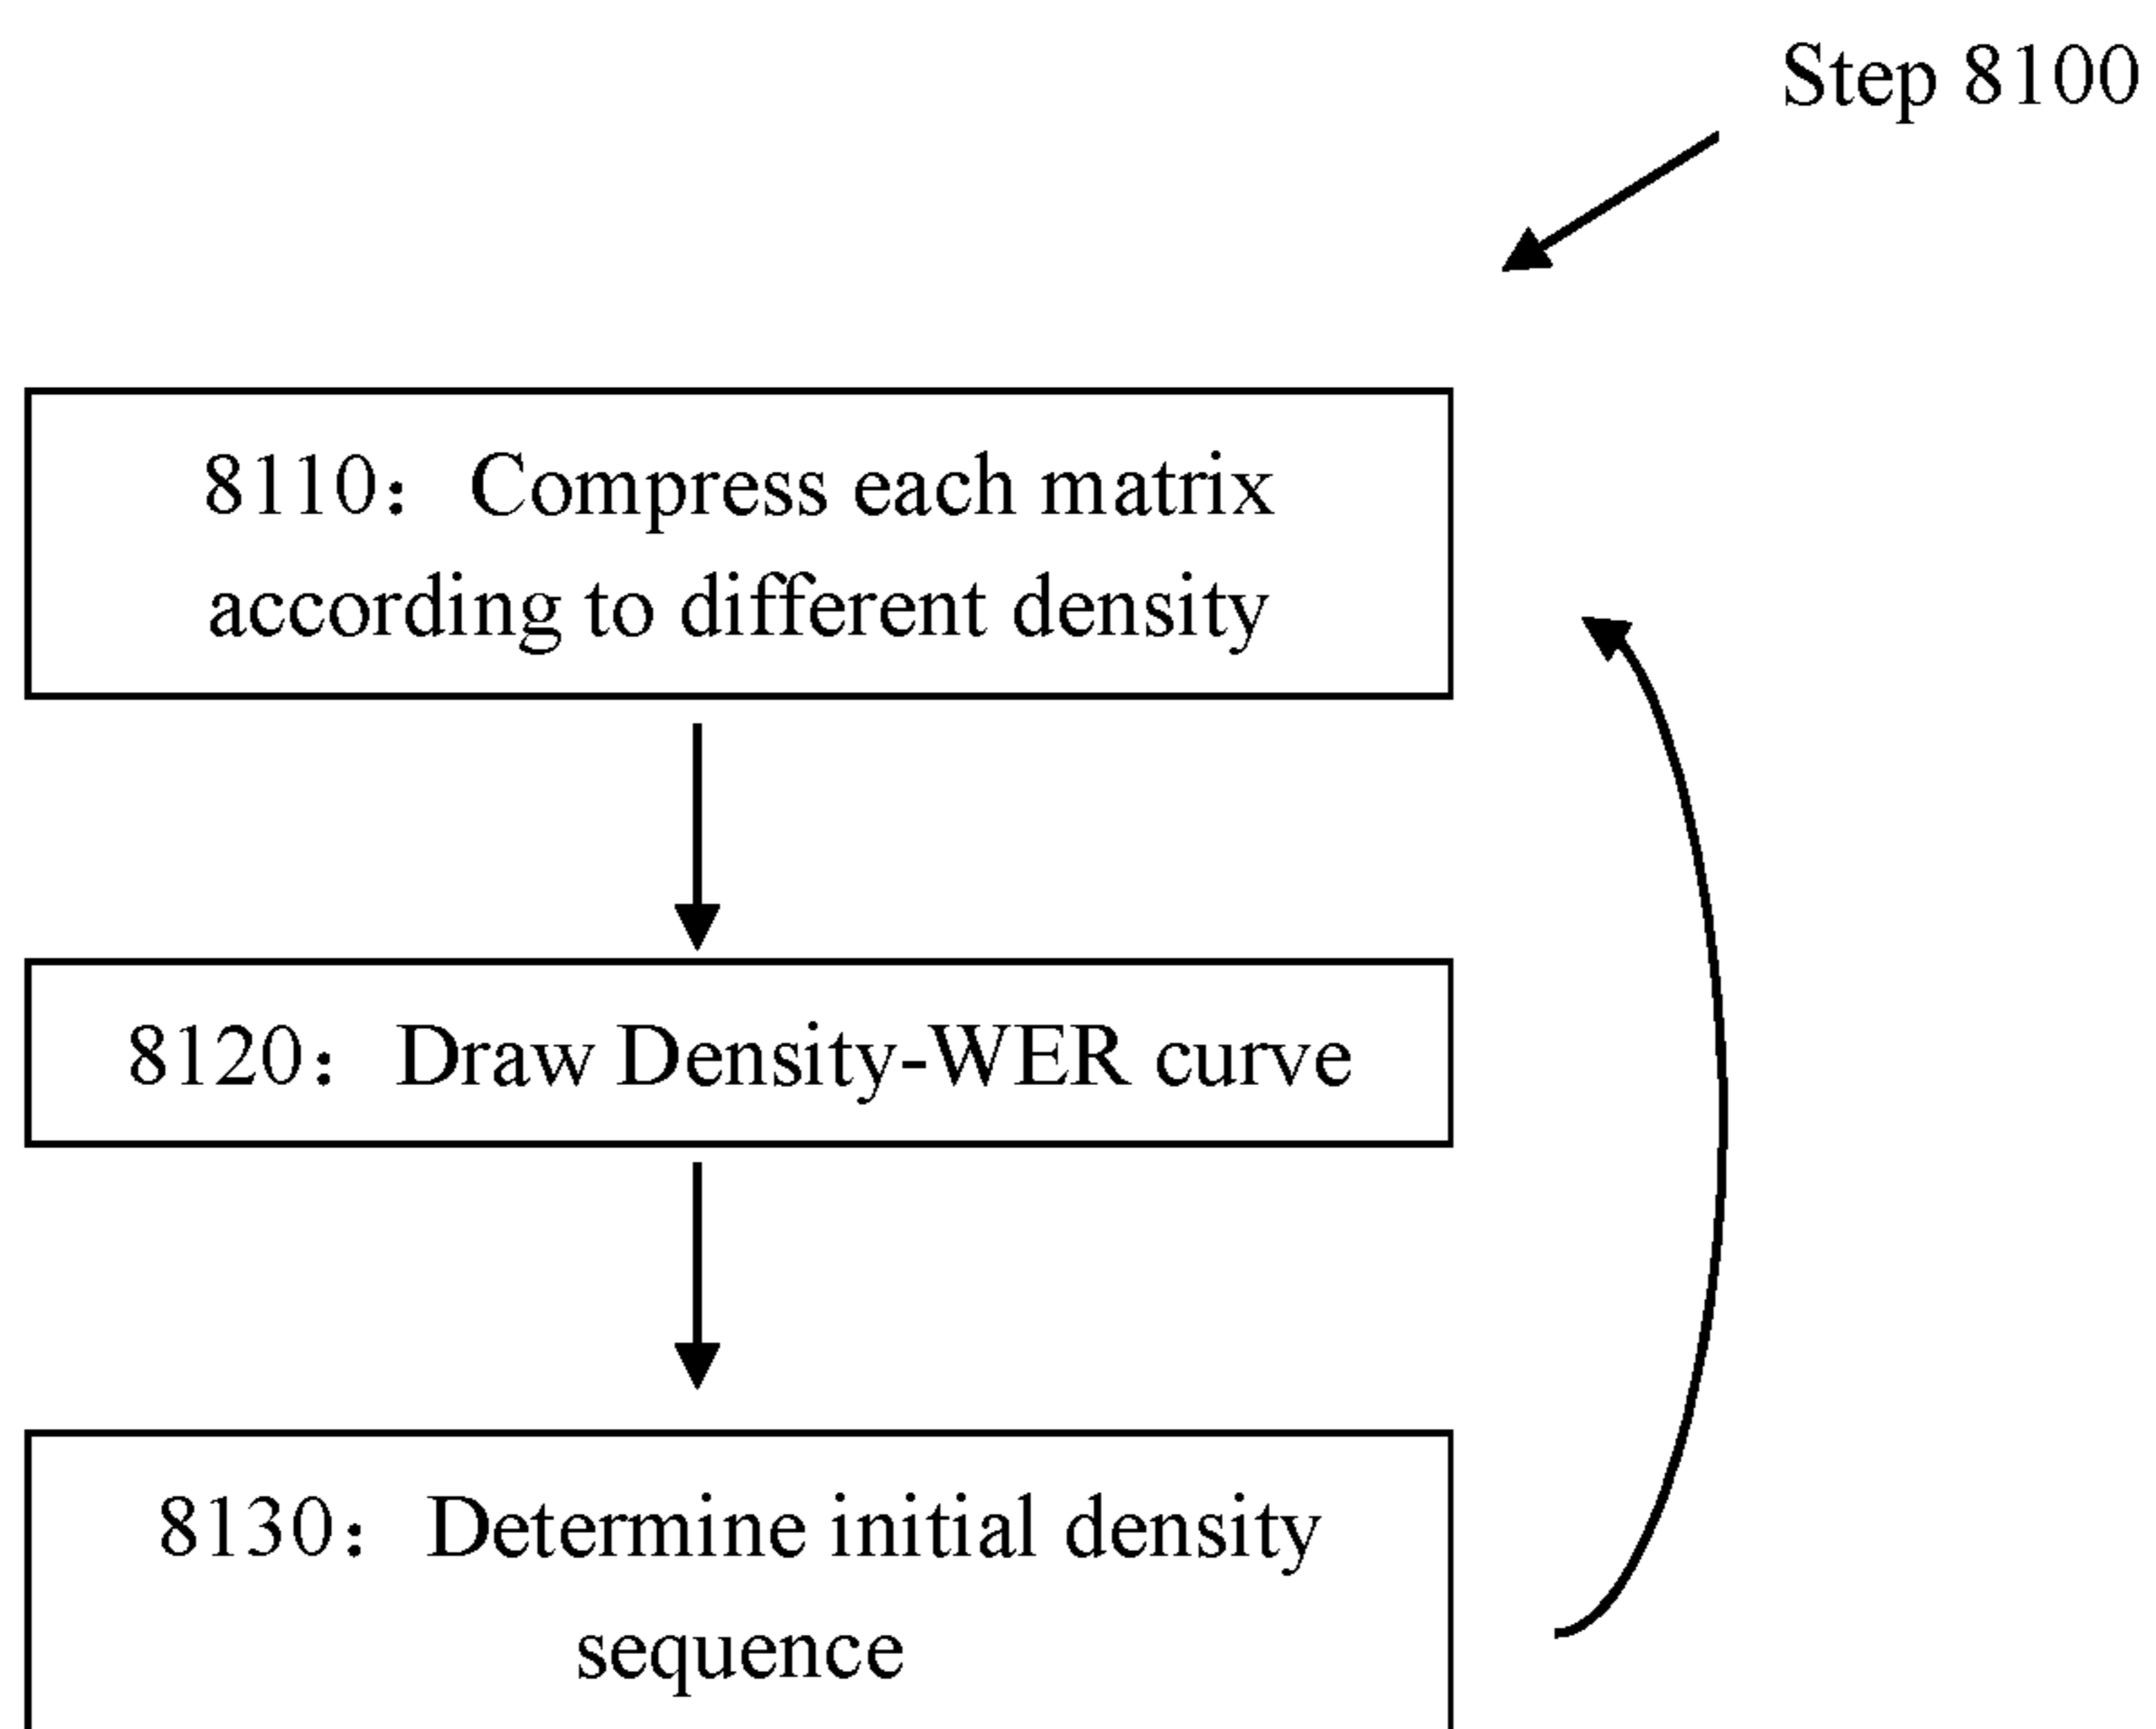 Step 8100
8110： Compress each matrix
according to different density
8120： Draw Density-WER curve
8130： Determine initial density
sequence